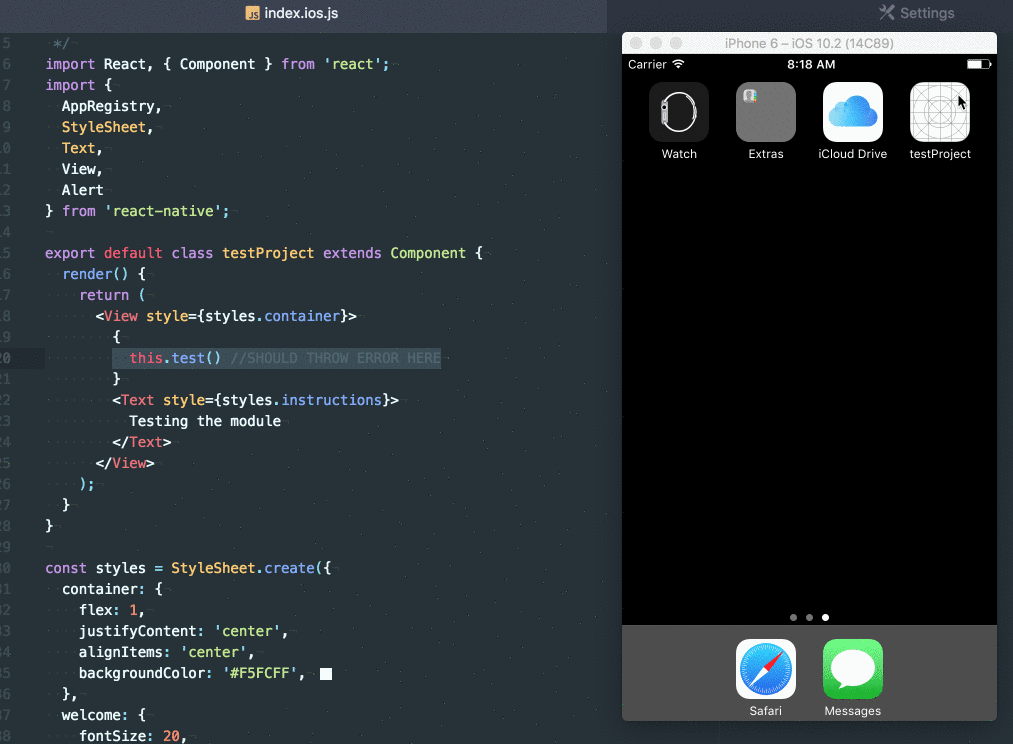 index.ios.js
Settings
5 */
6 import React, { Component } from 'react';
7 import {
8 AppRegistry,
9 StyleSheet,
10 Text,
11 View,
12 Alert
13 } from 'react-native';
14
15 export default class testProject extends Component {
16 render() {
17 return (
18 <View style={styles.container}>
19 {
20 this.test() //SHOULD THROW ERROR HERE
21 }
22 <Text style={styles.instructions}>
23 Testing the module
24 </Text>
25 </View>
26 );
27 }
28 }
29
30 const styles = StyleSheet.create({
31 container: {
32 flex: 1,
33 justifyContent: 'center',
34 alignItems: 'center',
35 backgroundColor: '#F5FCFF',
36 },
37 welcome: {
38 fontSize: 20,
iPhone 6 – iOS 10.2 (14C89)
Carrier 8:18 AM
Watch Extras iCloud Drive testProject
Safari Messages